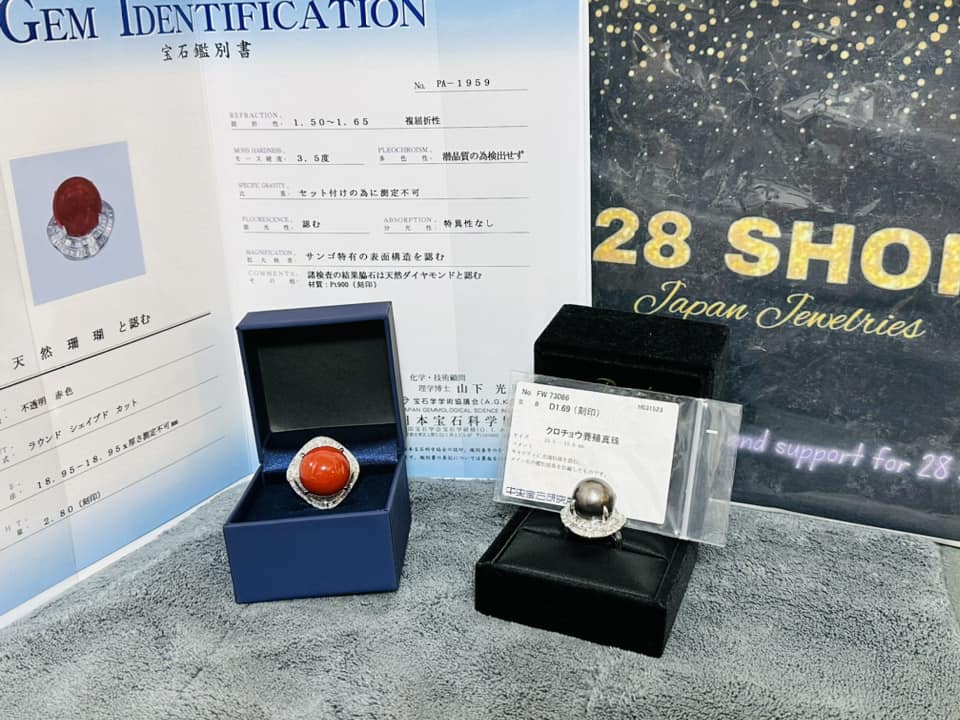 GEM IDENTIFICATION
宝石鑑別書
No. PA-1959
REFRACTION,
屈折性. 1.50～1.65 複屈折性
MOHS HARDNESS,
モース硬度. 3.5度
PLEOCHROISM,
多色性. 潜晶質の為検出せず
SPECIFIC GRAVITY,
比重. セット付けの為に測定不可
FLUORESCENCE,
蛍光性. 認む
ABSORPTION,
分光性. 特異性なし
MAGNIFICATION,
拡大検査. サンゴ特有の表面構造を認む
COMMENTS,
その他. 諸検査の結果脇石は天然ダイヤモンドと認む
材質:Pt900(刻印)
天然珊瑚 と認む
不透明 赤色
ラウンド シェイプド カット
18.95-18.95x厚さ測定不可mm
2.80(刻印)
化学・技術顧問
理学博士 山下 光
宝石学学術協会(A.G.
JAPAN GEMMOLOGICAL SCIENCE IN
日本宝石科学
28 SHO
Japan Jewelries
and support for 28
No FW 73066
D1.69(刻印)
H031523
クロチョウ養殖真珠
中央宝石研究